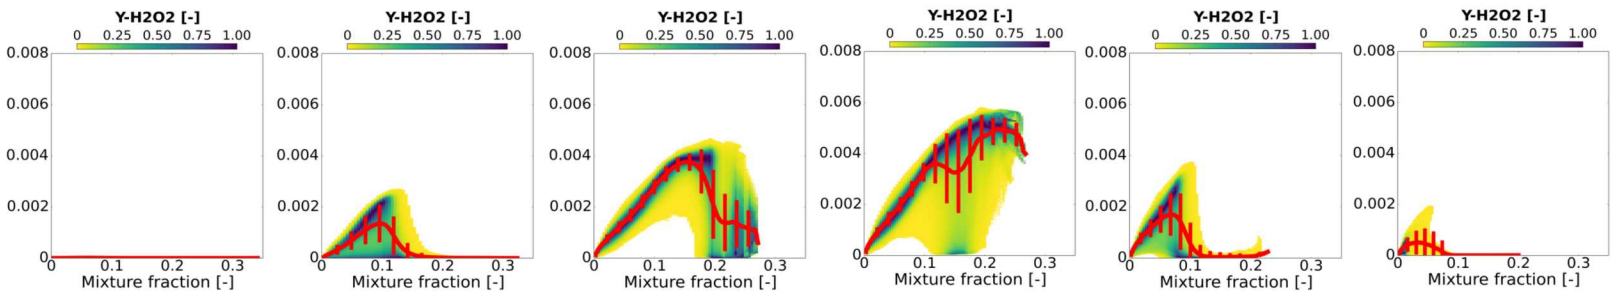 Y-H2O2 [-] Y-H2O2 [-] Y-H2O2 [-] Y-H2O2 [-] Y-H2O2 [-] Y-H2O2 [-]
0 0.25 0.50 0.75 1.00 0 0.25 0.50 0.75 1.00 0 0.25 0.50 0.75 1.00 0 0.25 0.50 0.75 1.00 0 0.25 0.50 0.75 1.00 0 0.25 0.50 0.75 1.00
0.008 0.008 0.008 0.008 0.008 0.008
0.006 0.006 0.006 0.006 0.006 0.006
0.004 0.004 0.004 0.004 0.004 0.004
0.002 0.002 0.002 0.002 0.002 0.002
0 0 0 0 0 0
0 0.1 0.2 0.3 0 0.1 0.2 0.3 0 0.1 0.2 0.3 0 0.1 0.2 0.3 0 0.1 0.2 0.3 0 0.1 0.2 0.3
Mixture fraction [-] Mixture fraction [-] Mixture fraction [-] Mixture fraction [-] Mixture fraction [-] Mixture fraction [-]